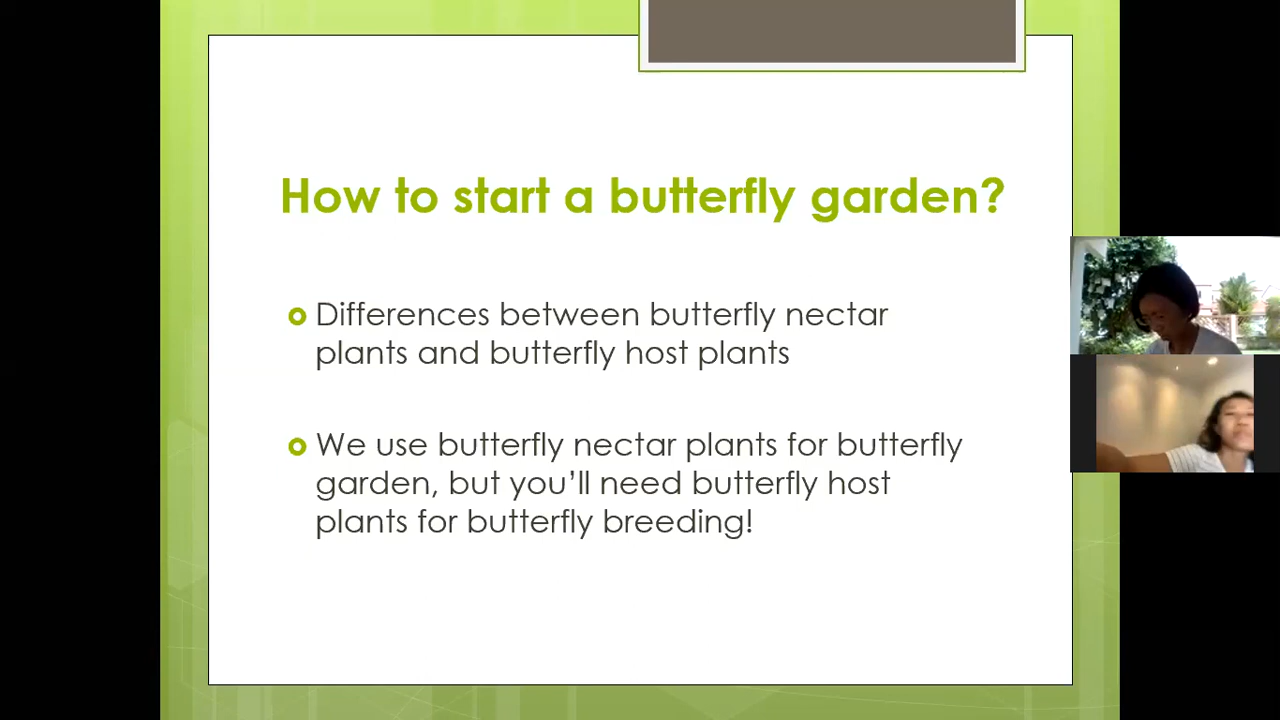 How to start a butterfly garden?
Differences between butterfly nectar
plants and butterfly host plants
We use butterfly nectar plants for butterfly
garden, but you’ll need butterfly host
plants for butterfly breeding!